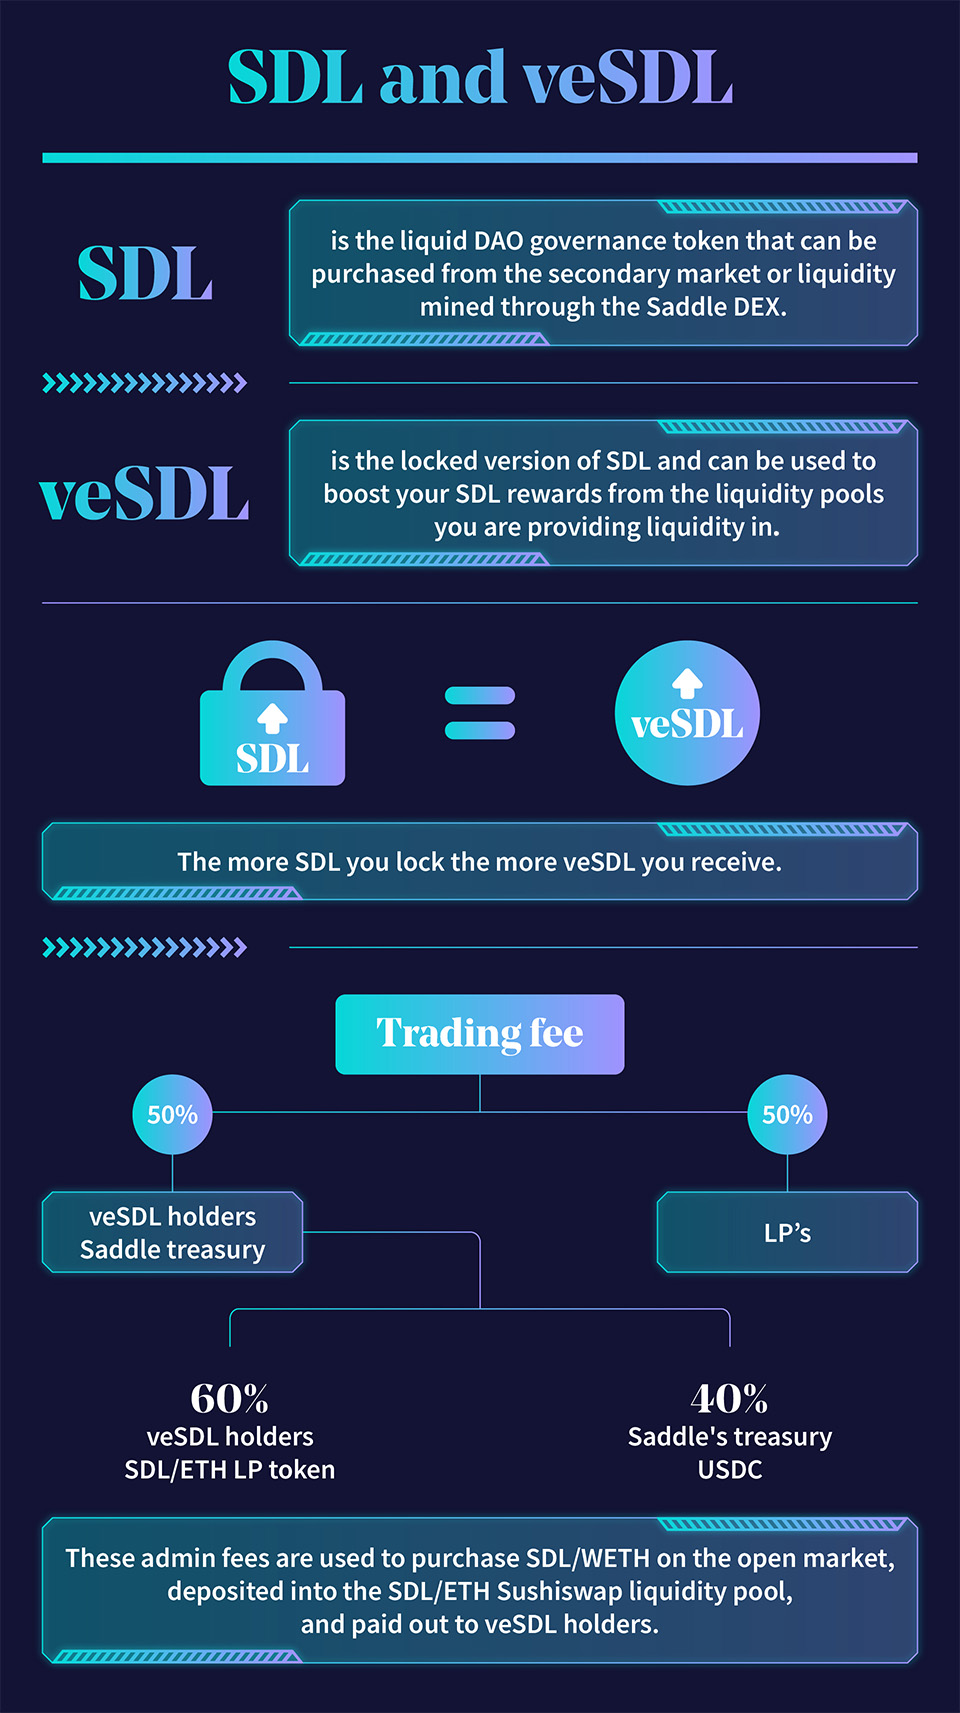 SDL and veSDL
SDL
is the liquid DAO governance token that can be
purchased from the secondary market or liquidity
mined through the Saddle DEX.
veSDL
is the locked version of SDL and can be used to
boost your SDL rewards from the liquidity pools
you are providing liquidity in.
SDL
veSDL
The more SDL you lock the more veSDL you receive.
Trading fee
50%
50%
veSDL holders
Saddle treasury
LP’s
60%
veSDL holders
SDL/ETH LP token
40%
Saddle's treasury
USDC
These admin fees are used to purchase SDL/WETH on the open market,
deposited into the SDL/ETH Sushiswap liquidity pool,
and paid out to veSDL holders.